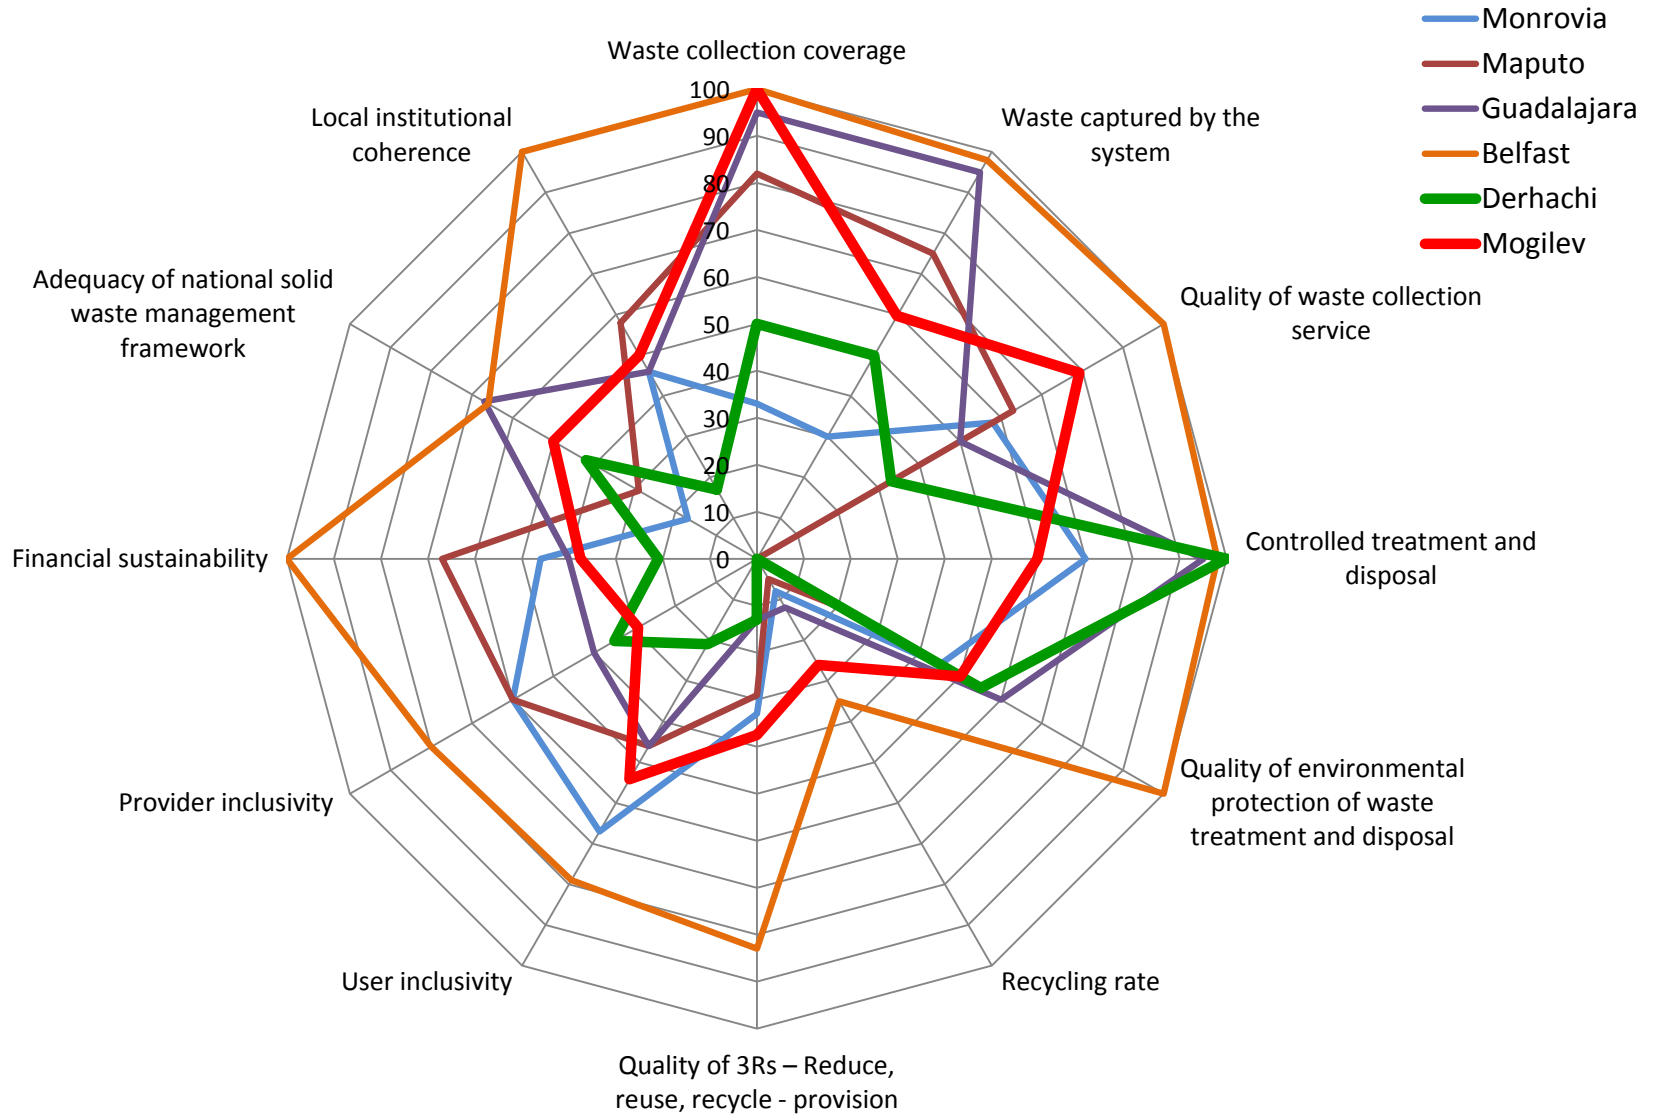 Monrovia
Maputo
Guadalajara
Belfast
Derhachi
Mogilev
Waste collection coverage
Waste captured by the
system
Quality of waste collection
service
Controlled treatment and
disposal
Quality of environmental
protection of waste
treatment and disposal
Recycling rate
Quality of 3Rs – Reduce,
reuse, recycle - provision
User inclusivity
Provider inclusivity
Financial sustainability
Adequacy of national solid
waste management
framework
Local institutional
coherence
100
90
80
70
60
50
40
30
20
10
0